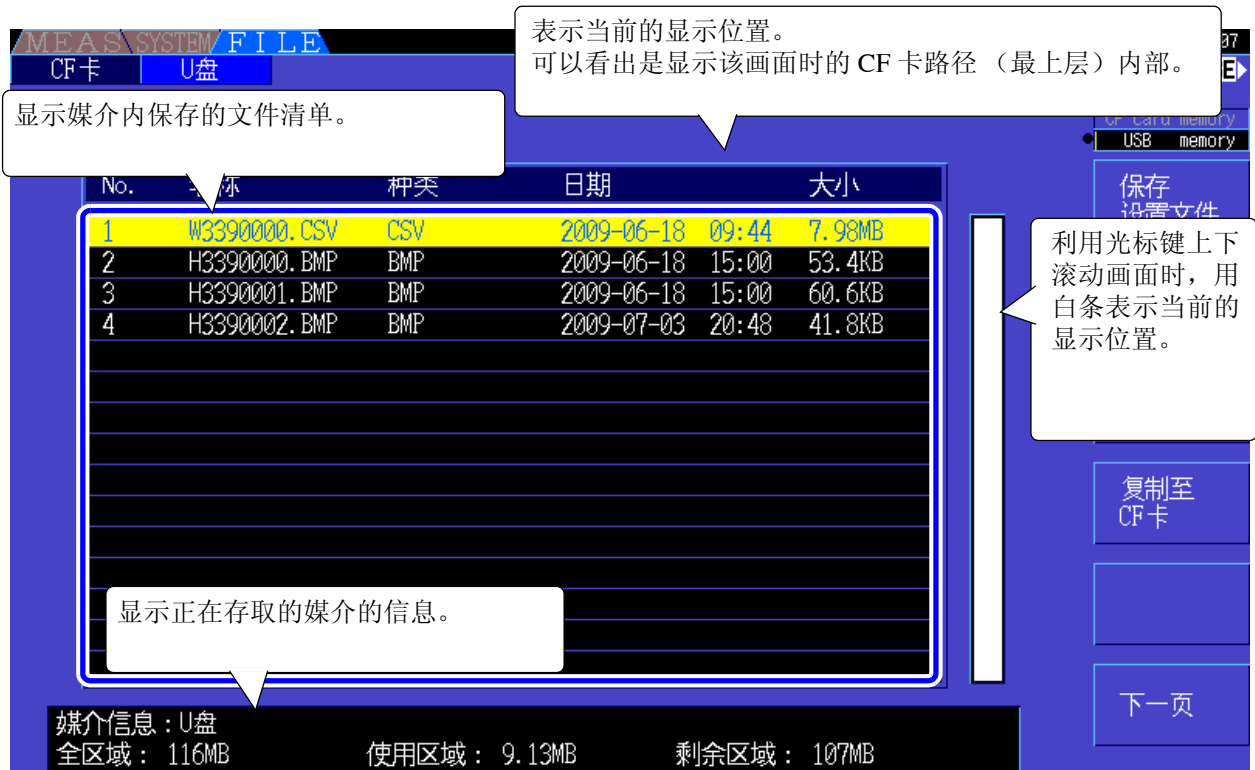 MEAS SYSTEM FILE
表示当前的显示位置。
可以看出是显示该画面时的 CF 卡路径 （最上层）内部。
07
CF卡 U盘
E
显示媒介内保存的文件清单。
CF Card memory
USB memory
No. 种类 日期 大小
保存
设置文件
1 W3390000.CSV CSV 2009-06-18 09:44 7.98MB
2 H3390000.BMP BMP 2009-06-18 15:00 53.4KB
3 H3390001.BMP BMP 2009-06-18 15:00 60.6KB
4 H3390002.BMP BMP 2009-07-03 20:48 41.8KB
利用光标键上下
滚动画面时，用
白条表示当前的
显示位置。
复制至
CF卡
显示正在存取的媒介的信息。
下一页
媒介信息：U盘
全区域： 116MB 使用区域： 9.13MB 剩余区域： 107MB